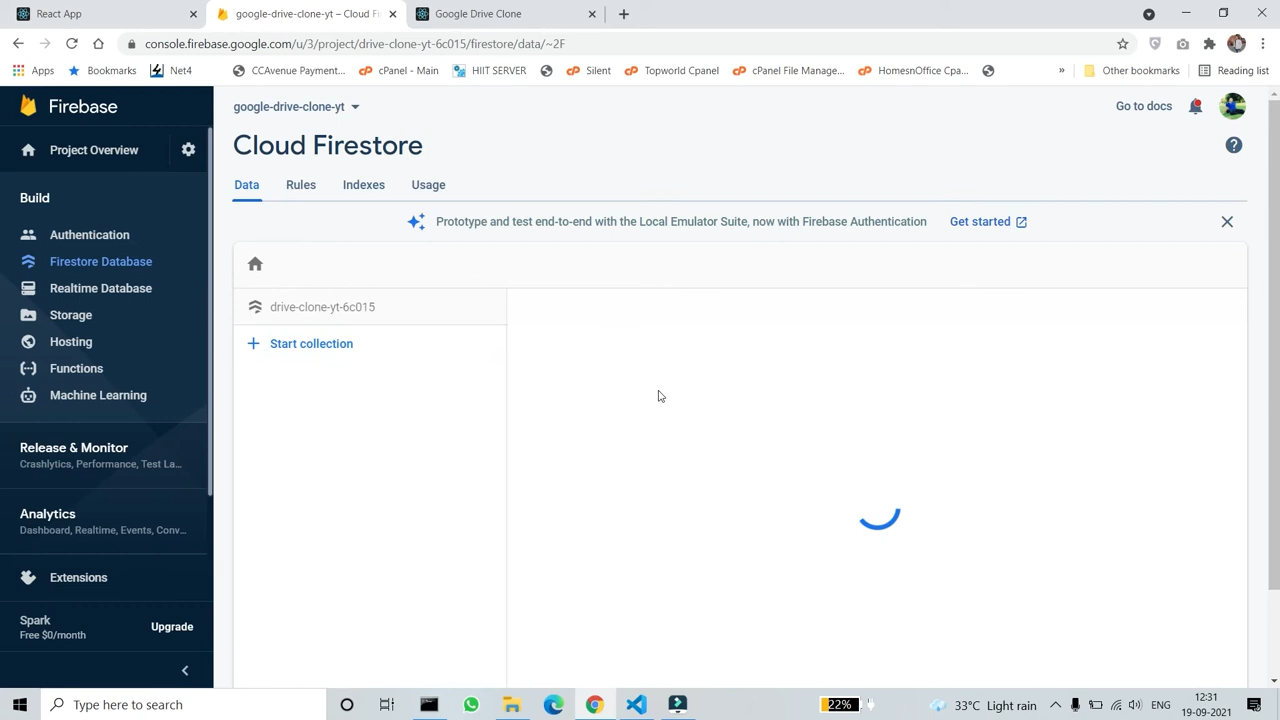 React App
google-drive-clone-yt – Cloud Fi
Google Drive Clone
console.firebase.google.com/u/3/project/drive-clone-yt-6c015/firestore/data/~2F
Apps
Bookmarks
Net4
CCAvenue Payment...
cPanel - Main
HIIT SERVER
Silent
Topworld Cpanel
cPanel File Manage...
HomesnOffice Cpa...
»
Other bookmarks
Reading list
Firebase
google-drive-clone-yt
Go to docs
Project Overview
Cloud Firestore
Data
Rules
Indexes
Usage
Build
Prototype and test end-to-end with the Local Emulator Suite, now with Firebase Authentication
Get started
Authentication
Firestore Database
Realtime Database
Storage
Hosting
Functions
Machine Learning
drive-clone-yt-6c015
Start collection
Release & Monitor
Crashlytics, Performance, Test La...
Analytics
Dashboard, Realtime, Events, Conv...
Extensions
Spark
Free $0/month
Upgrade
Type here to search
22%
33°C Light rain
ENG
12:31
19-09-2021